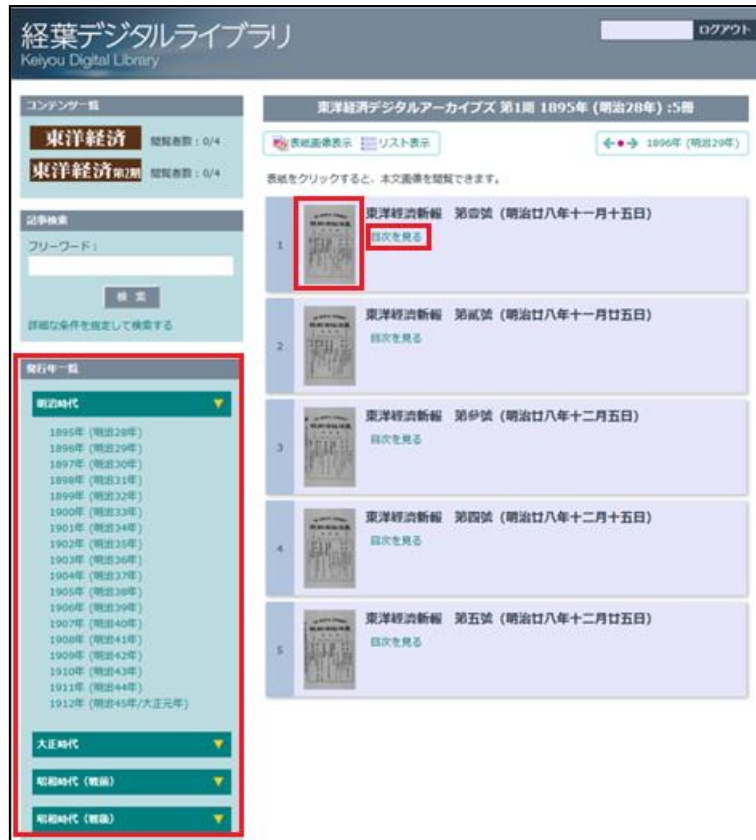 経葉デジタルライブラリ
Keiyou Digital Library
ログアウト
コンテンツ一覧
東洋経済 閲覧者数:0/4
東洋経済第2期 閲覧者数:0/4
記事検索
フリーワード:
検 索
詳細な条件を指定して検索する
発行年一覧
明治時代
1895年 (明治28年)
1896年 (明治29年)
1897年 (明治30年)
1898年 (明治31年)
1899年 (明治32年)
1900年 (明治33年)
1901年 (明治34年)
1902年 (明治35年)
1903年 (明治36年)
1904年 (明治37年)
1905年 (明治38年)
1906年 (明治39年)
1907年 (明治40年)
1908年 (明治41年)
1909年 (明治42年)
1910年 (明治43年)
1911年 (明治44年)
1912年 (明治45年/大正元年)
大正時代
昭和時代 (戦前)
昭和時代 (戦後)
東洋経済デジタルアーカイブズ 第1期 1895年 (明治28年) :5冊
表紙画像表示 リスト表示
1896年 (明治29年)
表紙をクリックすると、本文画像を閲覧できます。
1
東洋經濟新報 第壹號 (明治廿八年十一月十五日)
目次を見る
2
東洋經濟新報 第貳號 (明治廿八年十一月廿五日)
目次を見る
3
東洋經濟新報 第參號 (明治廿八年十二月五日)
目次を見る
4
東洋經濟新報 第四號 (明治廿八年十二月十五日)
目次を見る
5
東洋經濟新報 第五號 (明治廿八年十二月廿五日)
目次を見る